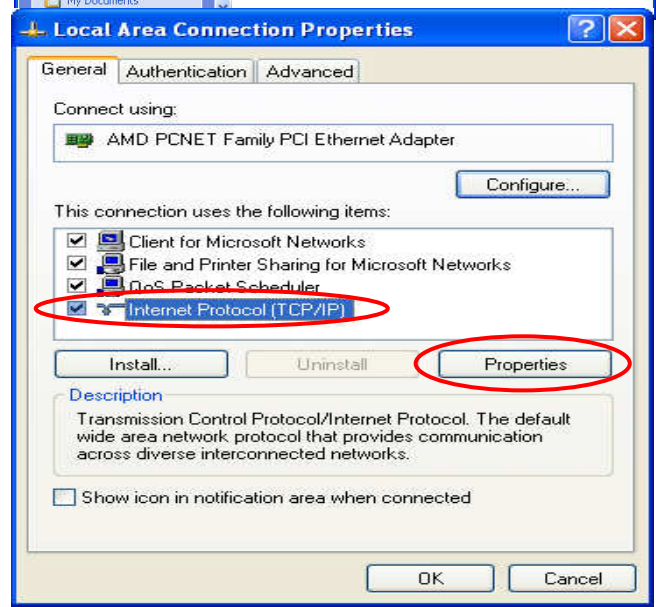 My Documents
Local Area Connection Properties
General Authentication Advanced
Connect using:
AMD PCNET Family PCI Ethernet Adapter
Configure...
This connection uses the following items:
Client for Microsoft Networks
File and Printer Sharing for Microsoft Networks
QoS Packet Scheduler
Internet Protocol (TCP/IP)
Install... Uninstall Properties
Description
Transmission Control Protocol/Internet Protocol. The default
wide area network protocol that provides communication
across diverse interconnected networks.
Show icon in notification area when connected
OK Cancel